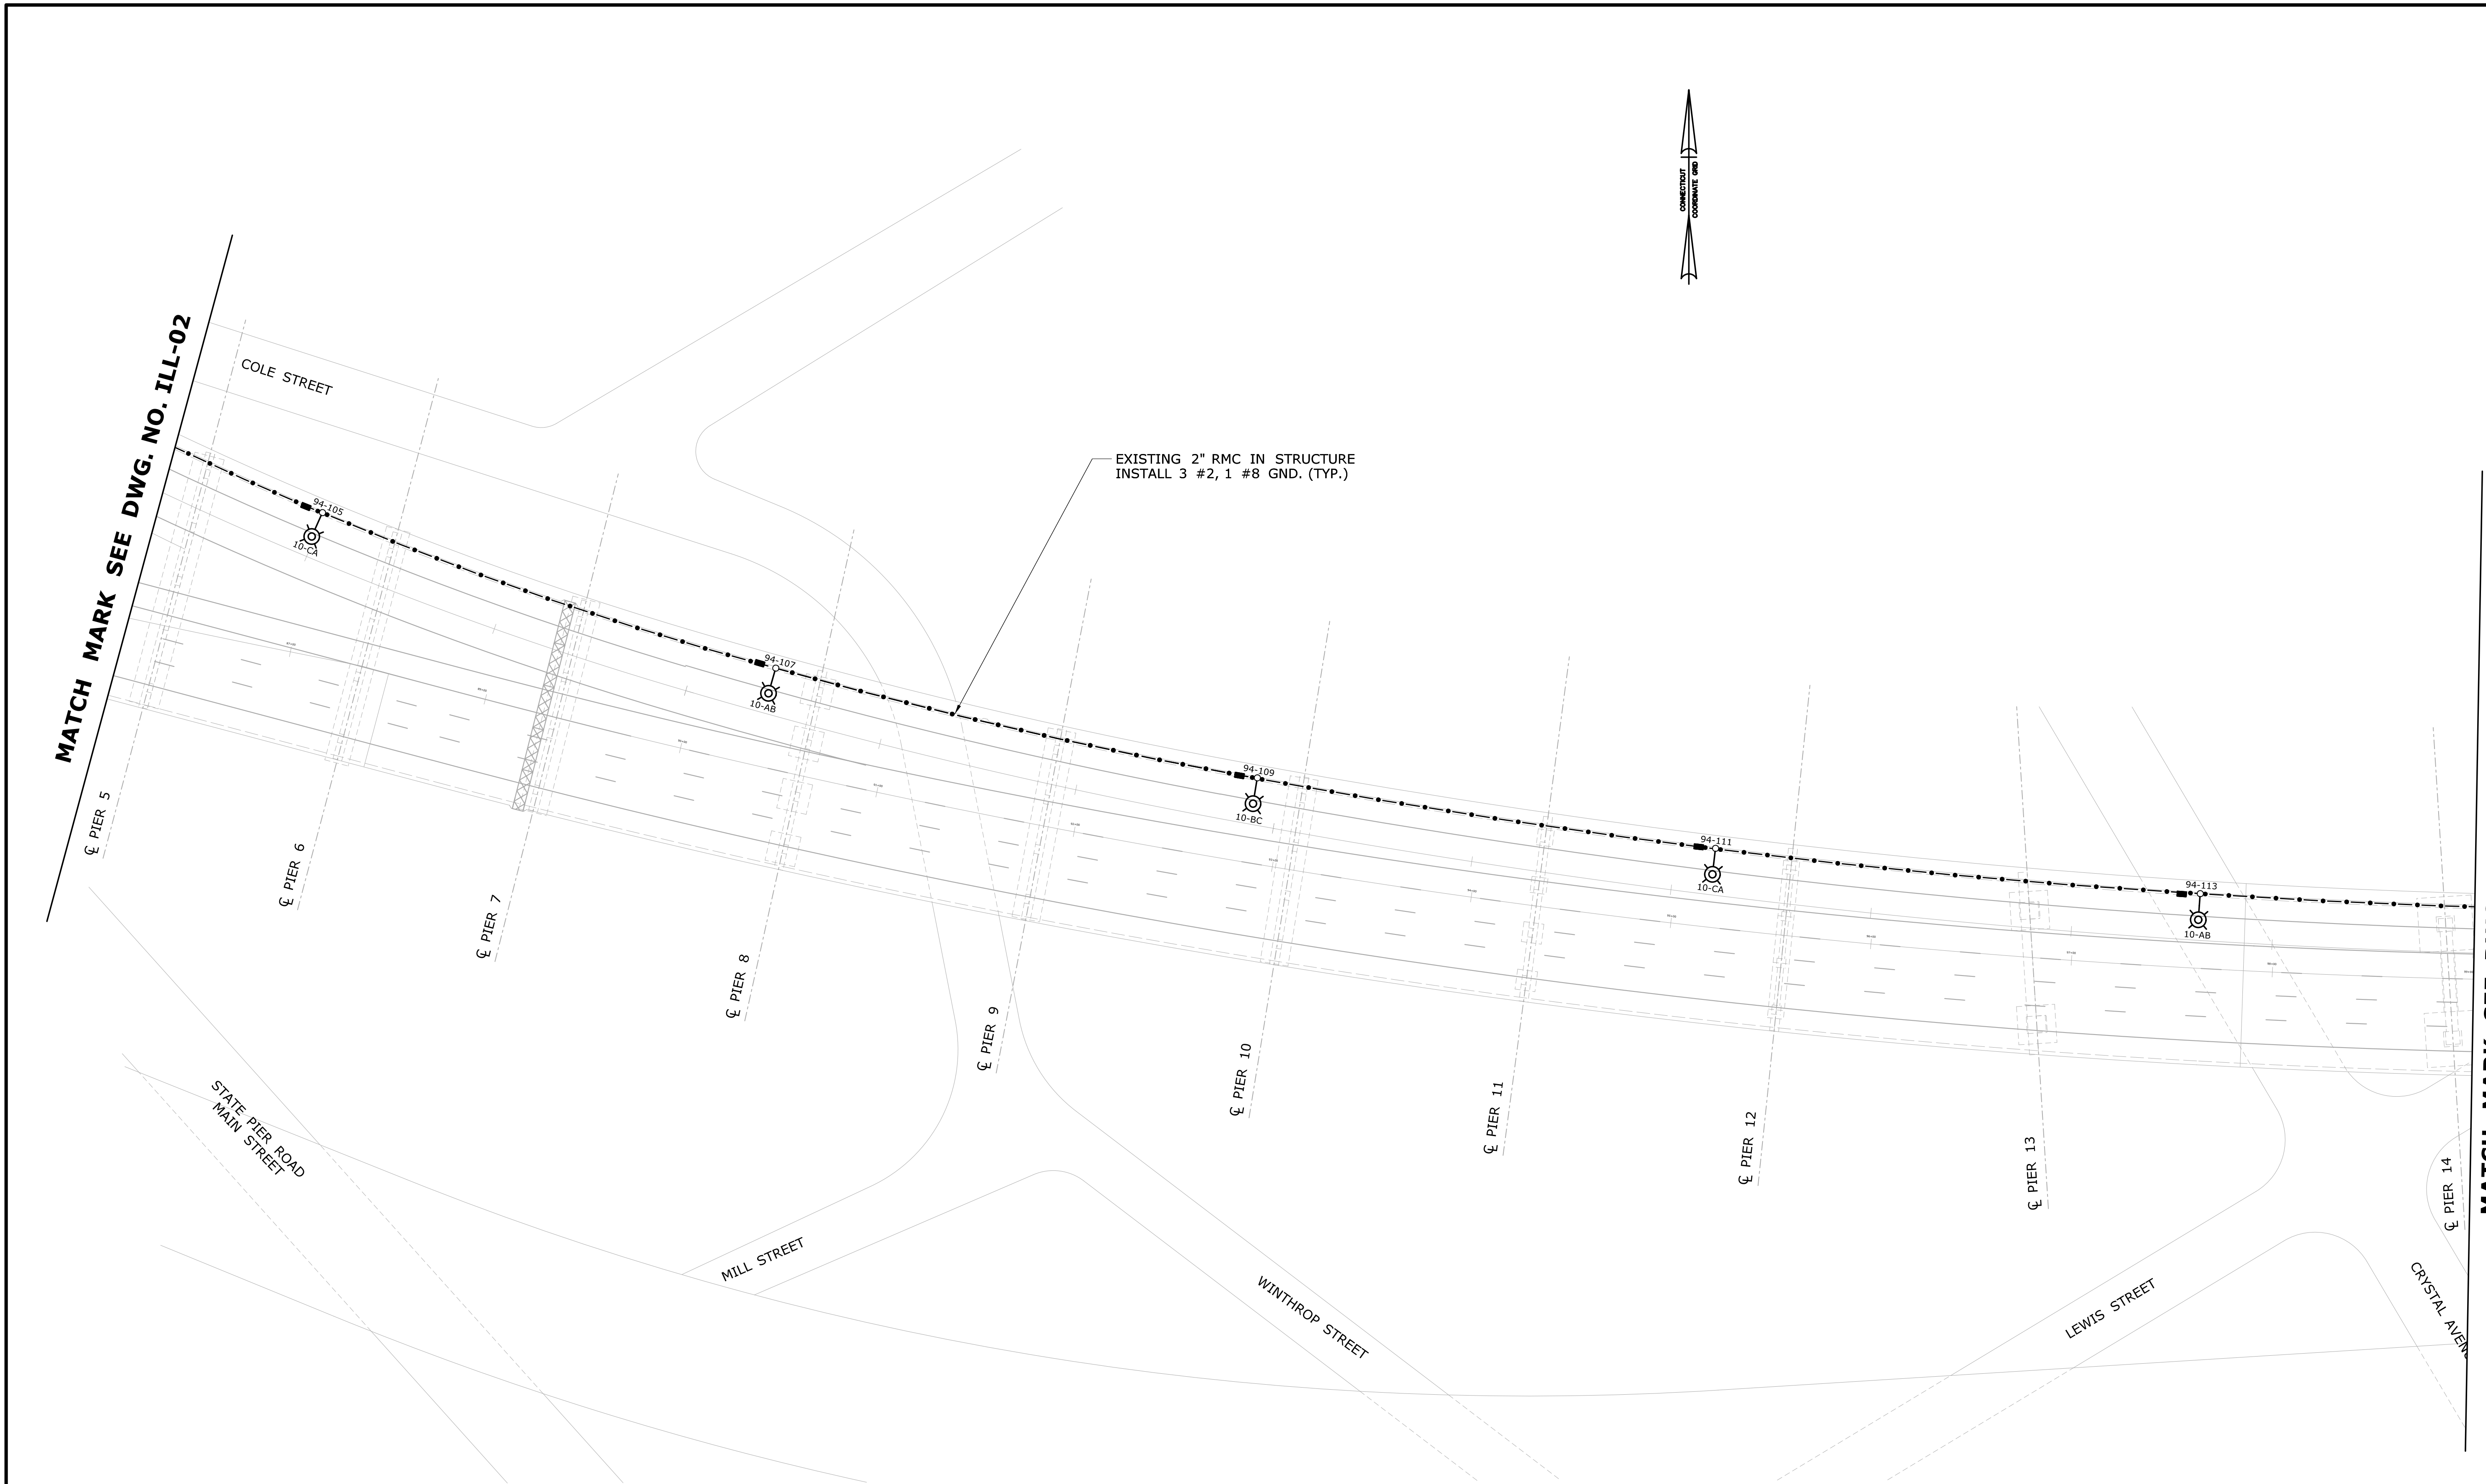 CONNECTICUT
COORDINATE GRID
MATCH MARK SEE DWG. NO. ILL-02
COLE STREET
EXISTING 2" RMC IN STRUCTURE
INSTALL 3 #2, 1 #8 GND. (TYP.)
94-105
10-CA
94-107
10-AB
94-109
10-BC
94-111
10-CA
94-113
10-AB
℄ PIER 5
℄ PIER 6
℄ PIER 7
℄ PIER 8
℄ PIER 9
℄ PIER 10
℄ PIER 11
℄ PIER 12
℄ PIER 13
℄ PIER 14
STATE PIER ROAD
MAIN STREET
MILL STREET
WINTHROP STREET
LEWIS STREET
CRYSTAL
MATCH MARK